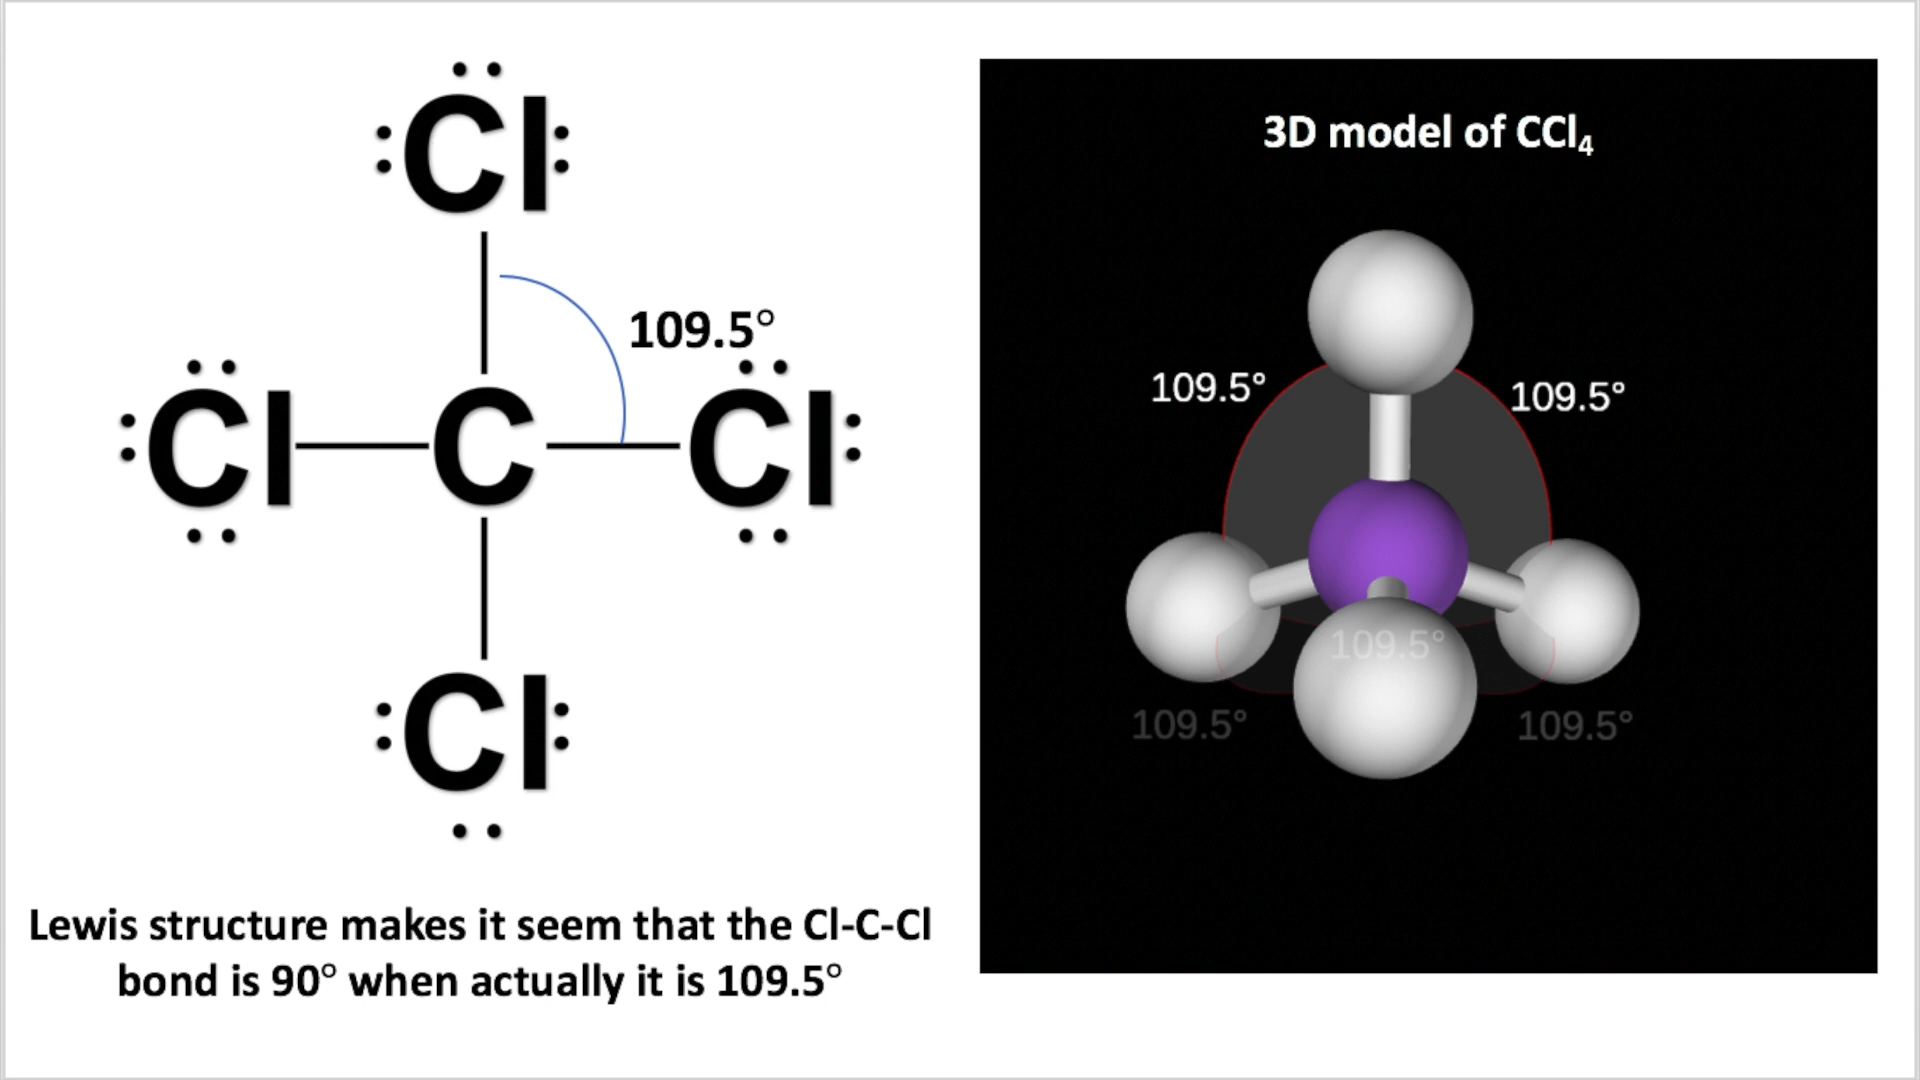 :Cl:
109.5°
:Cl
C
Cl:
:Cl:
Lewis structure makes it seem that the Cl-C-Cl
bond is 90° when actually it is 109.5°
3D model of CCl₄
109.5°
109.5°
109.5°
109.5°
109.5°